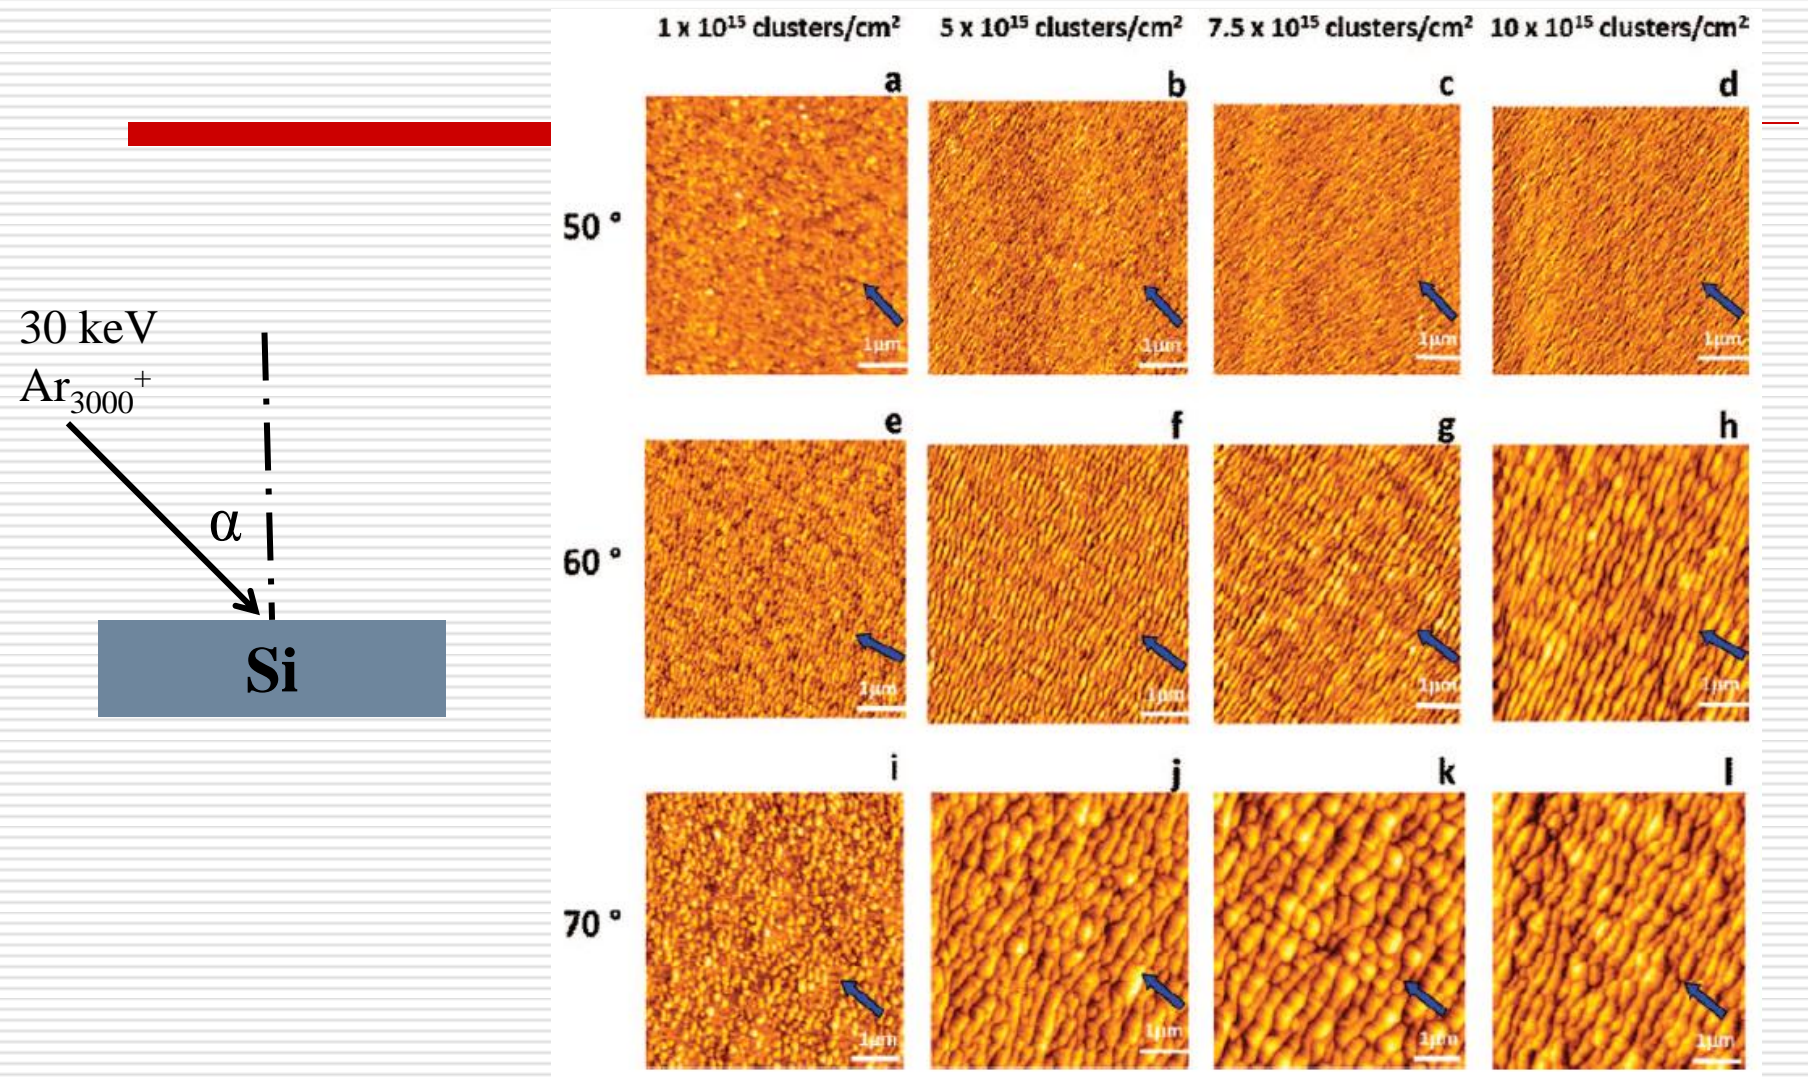 1 x 10¹⁵ clusters/cm² 5 x 10¹⁵ clusters/cm² 7.5 x 10¹⁵ clusters/cm² 10 x 10¹⁵ clusters/cm²
a b c d
50 °
1µm 1µm 1µm 1µm
30 keV
Ar₃₀₀₀⁺
α
Si
e f g h
60 °
1µm 1µm 1µm 1µm
i j k l
70 °
1µm 1µm 1µm 1µm